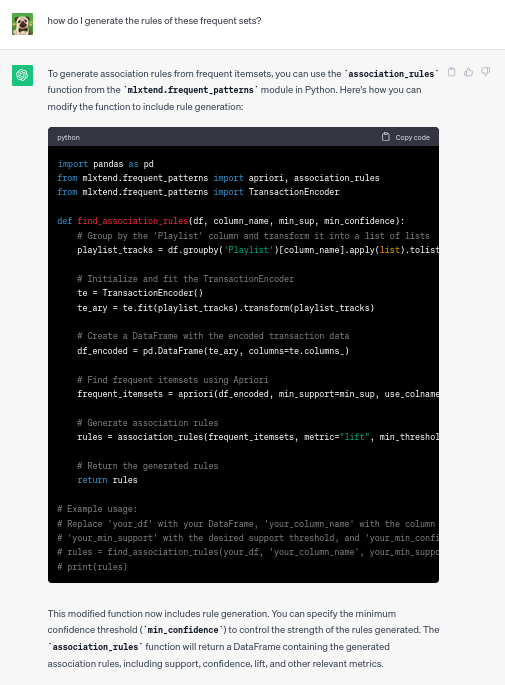 how do I generate the rules of these frequent sets?
To generate association rules from frequent itemsets, you can use the `association_rules`
function from the `mlxtend.frequent_patterns` module in Python. Here's how you can
modify the function to include rule generation:
python Copy code
import pandas as pd
from mlxtend.frequent_patterns import apriori, association_rules
from mlxtend.frequent_patterns import TransactionEncoder
def find_association_rules(df, column_name, min_sup, min_confidence):
# Group by the 'Playlist' column and transform it into a list of lists
playlist_tracks = df.groupby('Playlist')[column_name].apply(list).tolist
# Initialize and fit the TransactionEncoder
te = TransactionEncoder()
te_ary = te.fit(playlist_tracks).transform(playlist_tracks)
# Create a DataFrame with the encoded transaction data
df_encoded = pd.DataFrame(te_ary, columns=te.columns_)
# Find frequent itemsets using Apriori
frequent_itemsets = apriori(df_encoded, min_support=min_sup, use_colname
# Generate association rules
rules = association_rules(frequent_itemsets, metric="lift", min_threshol
# Return the generated rules
return rules
# Example usage:
# Replace 'your_df' with your DataFrame, 'your_column_name' with the column
# 'your_min_support' with the desired support threshold, and 'your_min_confi
# rules = find_association_rules(your_df, 'your_column_name', your_min_suppo
# print(rules)
This modified function now includes rule generation. You can specify the minimum
confidence threshold (`min_confidence`) to control the strength of the rules generated. The
`association_rules` function will return a DataFrame containing the generated
association rules, including support, confidence, lift, and other relevant metrics.